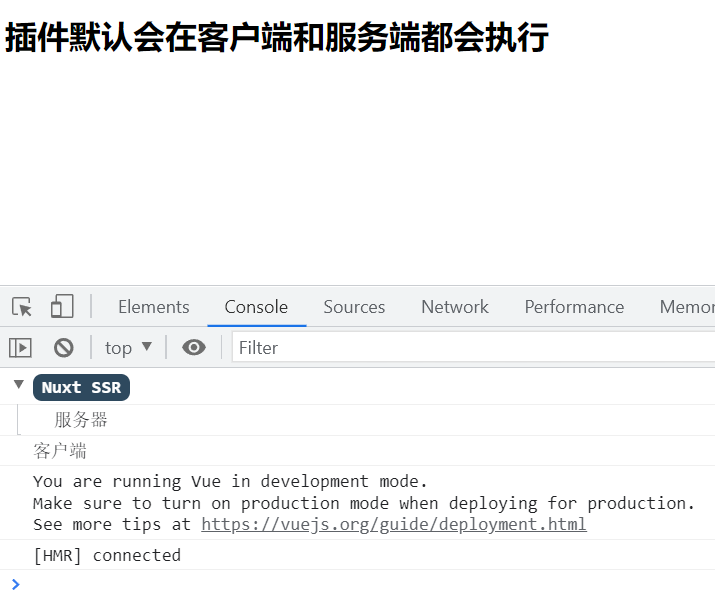 插件默认会在客户端和服务端都会执行
Elements Console Sources Network Performance Memor
top Filter
Nuxt SSR
服务器
客户端
You are running Vue in development mode.
Make sure to turn on production mode when deploying for production.
See more tips at https://vuejs.org/guide/deployment.html
[HMR] connected